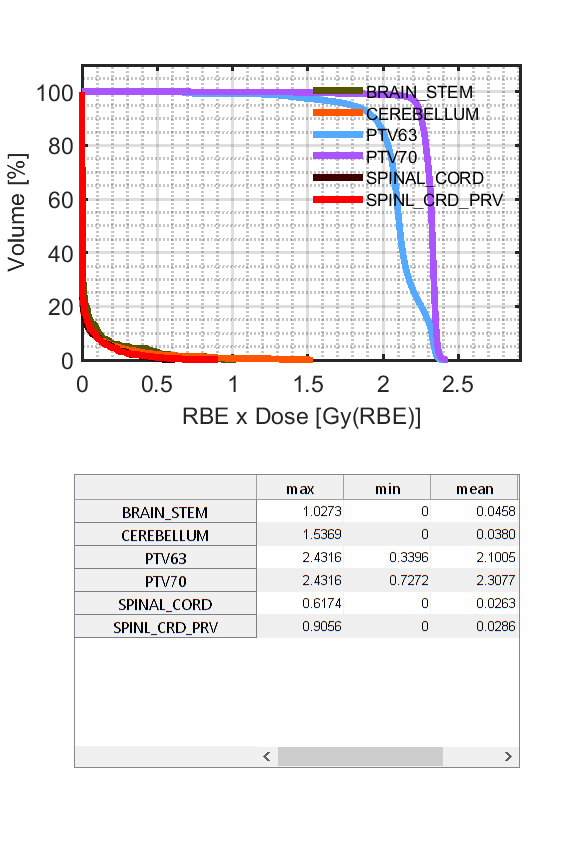 100
80
60
40
20
0
Volume [%]
BRAIN_STEM
CEREBELLUM
PTV63
PTV70
SPINAL_CORD
SPINL_CRD_PRV
0 0.5 1 1.5 2 2.5
RBE x Dose [Gy(RBE)]
max min mean
BRAIN_STEM 1.0273 0 0.0458
CEREBELLUM 1.5369 0 0.0380
PTV63 2.4316 0.3396 2.1005
PTV70 2.4316 0.7272 2.3077
SPINAL_CORD 0.6174 0 0.0263
SPINL_CRD_PRV 0.9056 0 0.0286